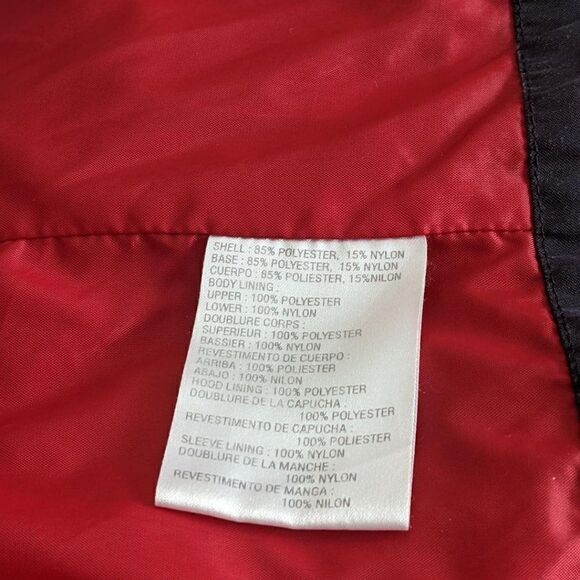 SHELL : 85% POLYESTER, 15% NYLON
BASE : 85% POLYESTER, 15% NYLON
CUERPO : 85% POLIESTER, 15%NILON
BODY LINING :
UPPER : 100% POLYESTER
LOWER : 100% NYLON
DOUBLURE CORPS :
SUPERIEUR : 100% POLYESTER
BASSIER : 100% NYLON
REVESTIMENTO DE CUERPO :
ARRIBA : 100% POLIESTER
ABAJO : 100% NILON
HOOD LINING : 100% POLYESTER
DOUBLURE DE LA CAPUCHA :
100% POLYESTER
REVESTIMENTO DE CAPUCHA :
100% POLIESTER
SLEEVE LINING : 100% NYLON
DOUBLURE DE LA MANCHE :
100% NYLON
REVESTIMENTO DE MANGA :
100% NILON